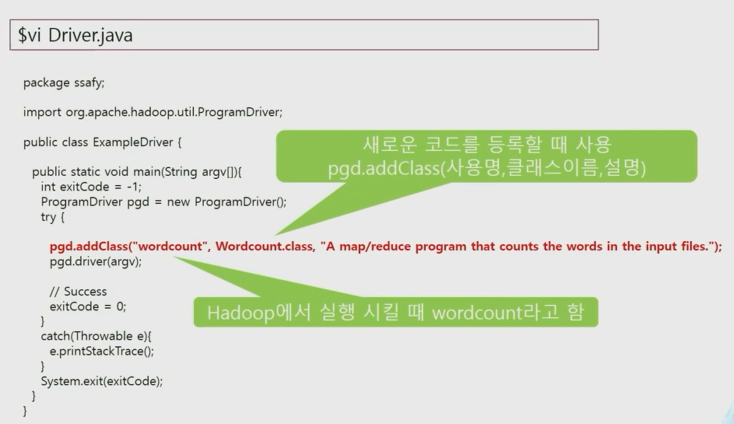 $vi Driver.java
package ssafy;
import org.apache.hadoop.util.ProgramDriver;
public class ExampleDriver {
새로운 코드를 등록할 때 사용
pgd.addClass(사용명,클래스이름,설명)
public static void main(String argv[]){
int exitCode = -1;
ProgramDriver pgd = new ProgramDriver();
try {
pgd.addClass("wordcount", Wordcount.class, "A map/reduce program that counts the words in the input files.");
pgd.driver(argv);
// Success
exitCode = 0;
Hadoop에서 실행 시킬 때 wordcount라고 함
}
catch(Throwable e){
e.printStackTrace();
}
System.exit(exitCode);
}
}